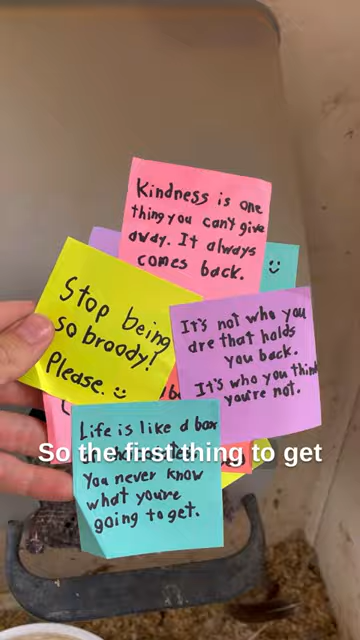 Kindness is one
thing you can't give
away. It always
comes back.
Stop being
so broody!
Please. :)
It's not who you
are that holds
you back.
It's who you think
you're not.
Life is like a box
So the first thing to get
You never know
what you're
going to get.